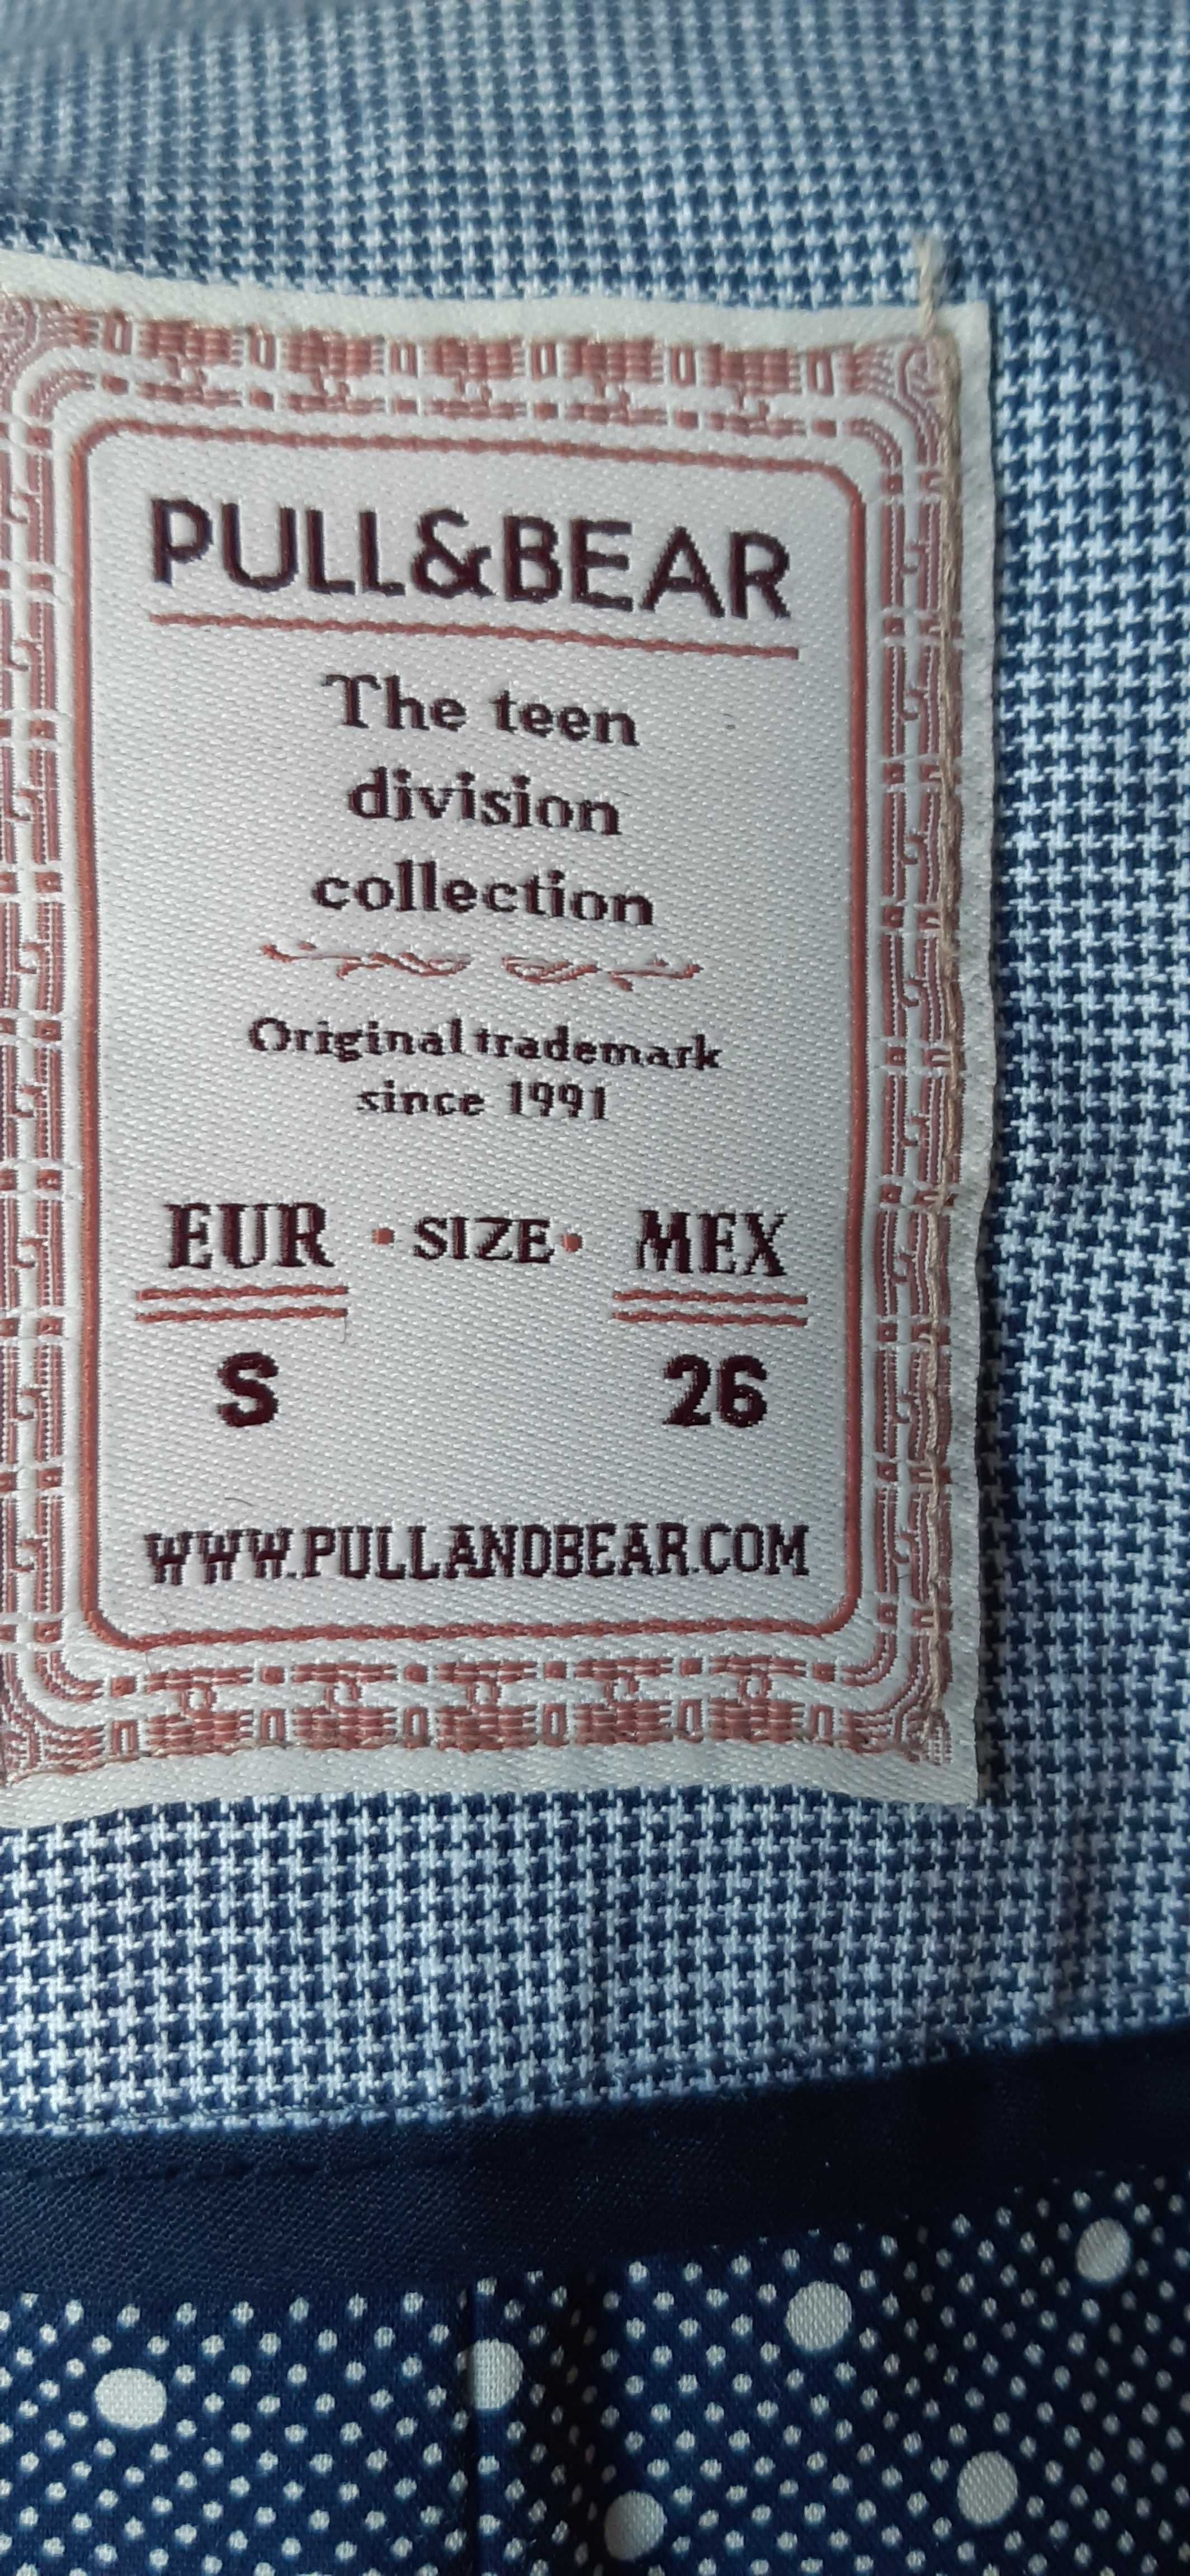 PULL&BEAR
The teen
division
collection
Original trademark
since 1991
EUR · SIZE · MEX
S 26
WWW.PULLANDBEAR.COM